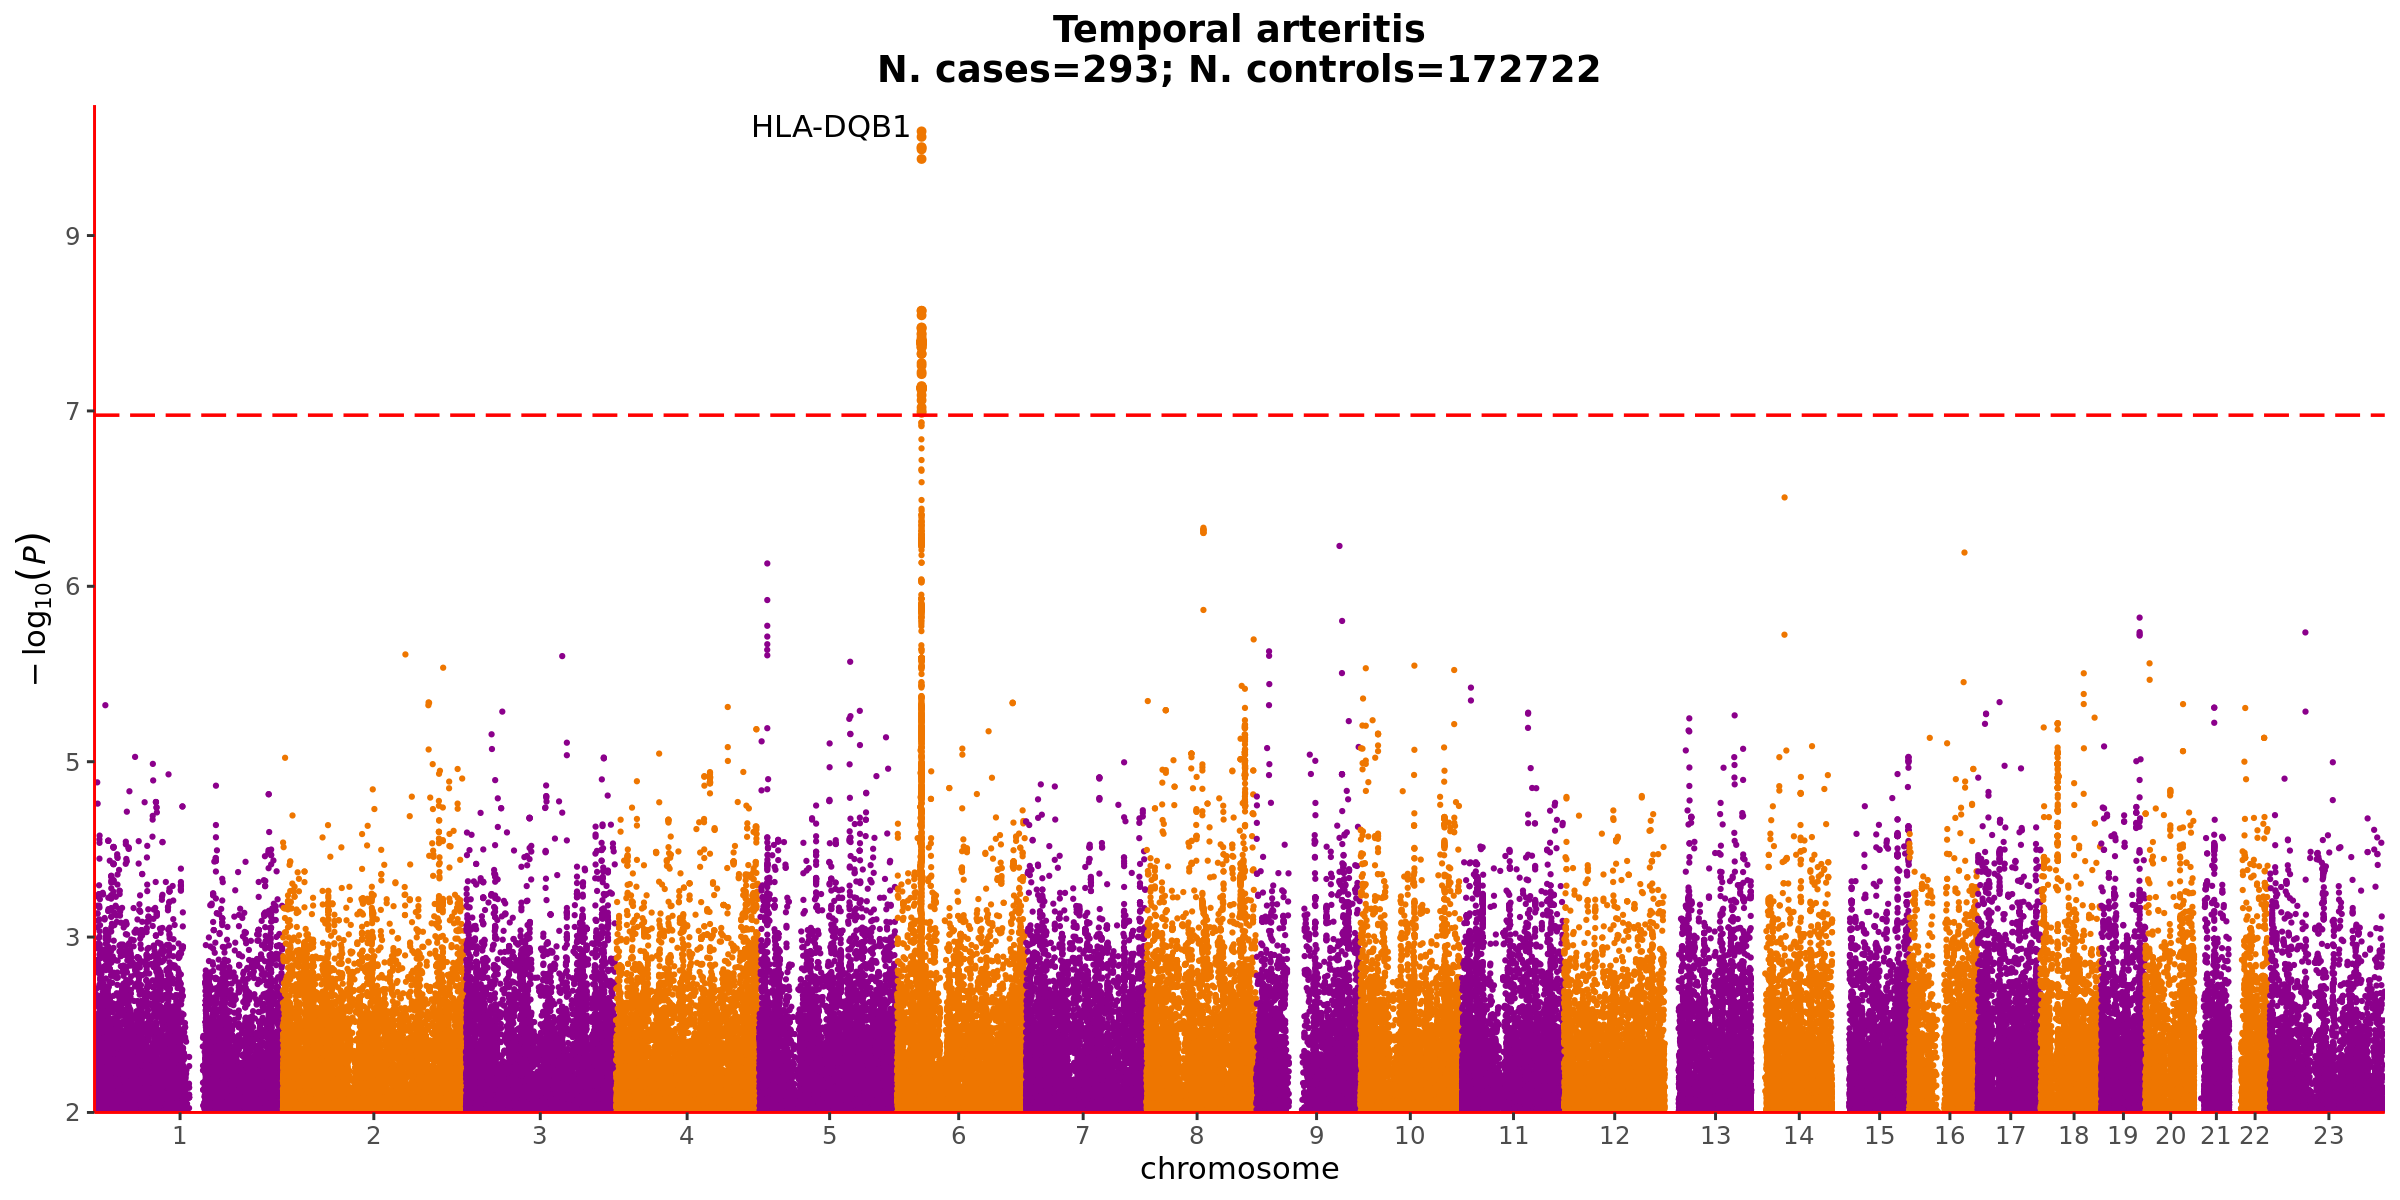 Temporal arteritis
N. cases=293; N. controls=172722
HLA-DQB1
9
7
6
5
3
2
−log10(P)
1 2 3 4 5 6 7 8 9 10 11 12 13 14 15 16 17 18 19 20 21 22 23
chromosome